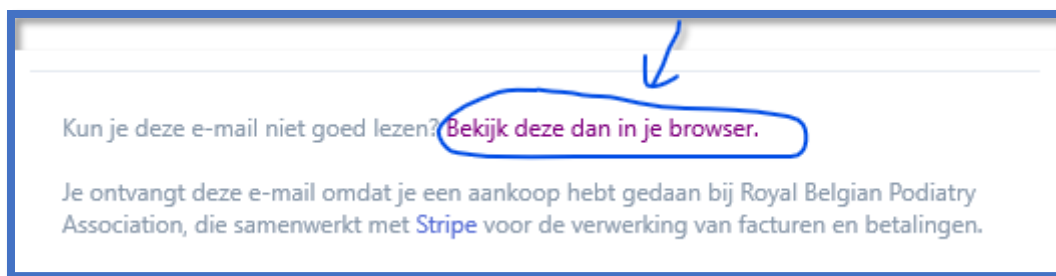 Kun je deze e-mail niet goed lezen? Bekijk deze dan in je browser.
Je ontvangt deze e-mail omdat je een aankoop hebt gedaan bij Royal Belgian Podiatry
Association, die samenwerkt met Stripe voor de verwerking van facturen en betalingen.